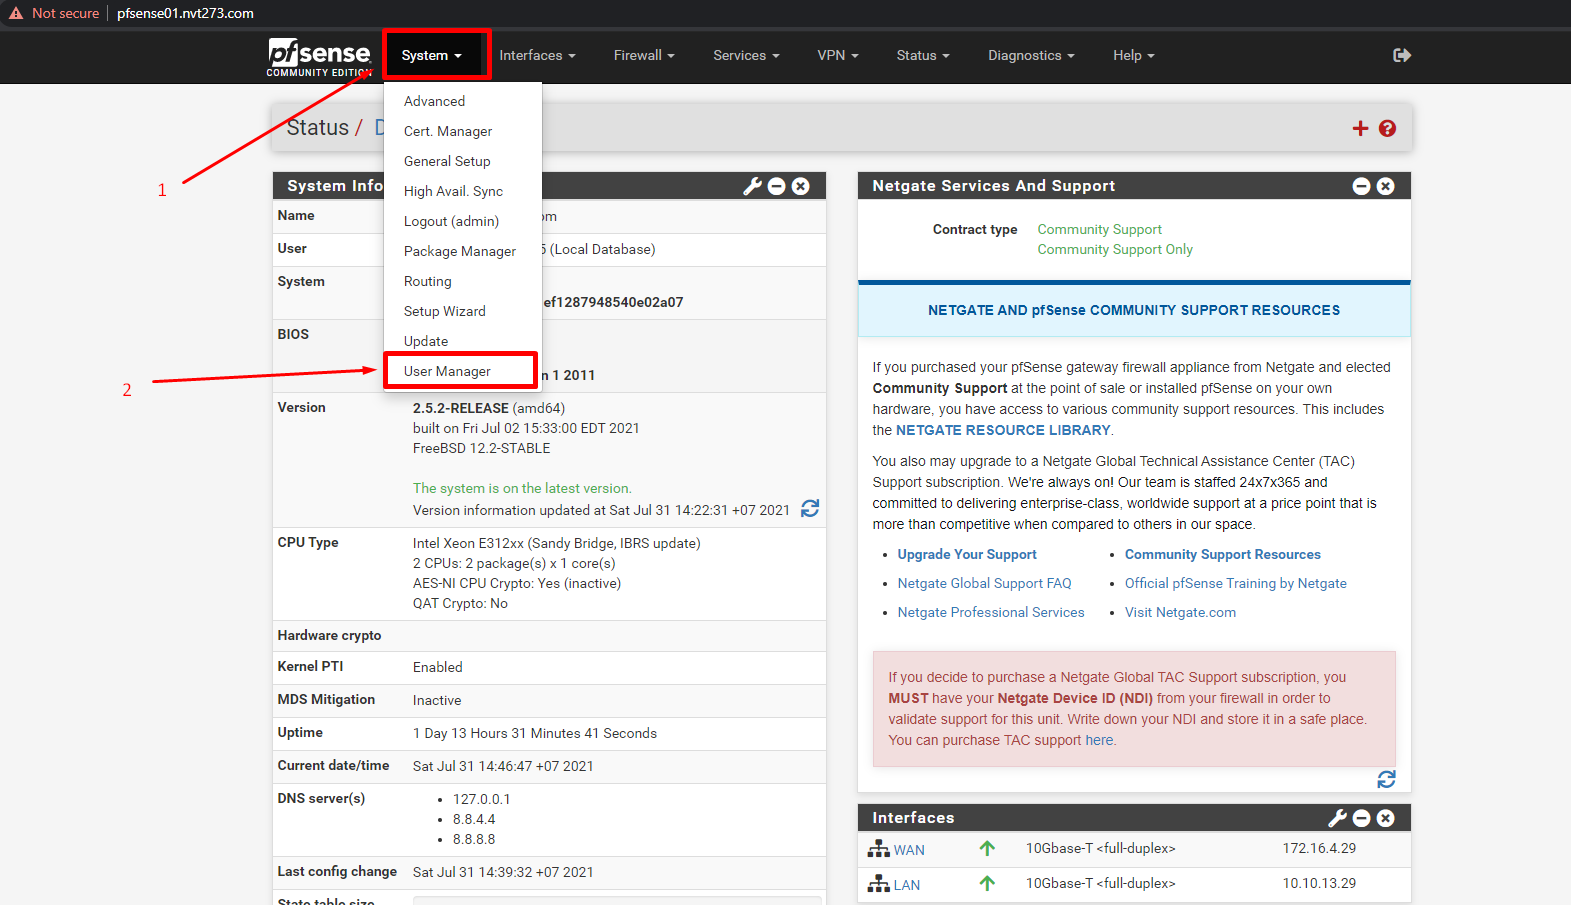 Not secure
pfsense01.nvt273.com
pfsense
COMMUNITY EDITION
System
Interfaces
Firewall
Services
VPN
Status
Diagnostics
Help
Advanced
Cert. Manager
General Setup
High Avail. Sync
Logout (admin)
Package Manager
Routing
Setup Wizard
Update
User Manager
1
2
Status / D
System Info
Name
om
User
(Local Database)
System
ef1287948540e02a07
BIOS
1 2011
Version
2.5.2-RELEASE (amd64)
built on Fri Jul 02 15:33:00 EDT 2021
FreeBSD 12.2-STABLE
The system is on the latest version.
Version information updated at Sat Jul 31 14:22:31 +07 2021
CPU Type
Intel Xeon E312xx (Sandy Bridge, IBRS update)
2 CPUs: 2 package(s) x 1 core(s)
AES-NI CPU Crypto: Yes (inactive)
QAT Crypto: No
Hardware crypto
Kernel PTI
Enabled
MDS Mitigation
Inactive
Uptime
1 Day 13 Hours 31 Minutes 41 Seconds
Current date/time
Sat Jul 31 14:46:47 +07 2021
DNS server(s)
127.0.0.1
8.8.4.4
8.8.8.8
Last config change
Sat Jul 31 14:39:32 +07 2021
State table size
Netgate Services And Support
Contract type
Community Support
Community Support Only
NETGATE AND pfSense COMMUNITY SUPPORT RESOURCES
If you purchased your pfSense gateway firewall appliance from Netgate and elected
Community Support at the point of sale or installed pfSense on your own
hardware, you have access to various community support resources. This includes
the NETGATE RESOURCE LIBRARY.
You also may upgrade to a Netgate Global Technical Assistance Center (TAC)
Support subscription. We're always on! Our team is staffed 24x7x365 and
committed to delivering enterprise-class, worldwide support at a price point that is
more than competitive when compared to others in our space.
Upgrade Your Support
Community Support Resources
Netgate Global Support FAQ
Official pfSense Training by Netgate
Netgate Professional Services
Visit Netgate.com
If you decide to purchase a Netgate Global TAC Support subscription, you
MUST have your Netgate Device ID (NDI) from your firewall in order to
validate support for this unit. Write down your NDI and store it in a safe place.
You can purchase TAC support here.
Interfaces
WAN
10Gbase-T <full-duplex>
172.16.4.29
LAN
10Gbase-T <full-duplex>
10.10.13.29